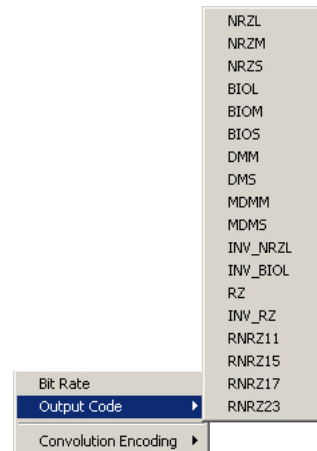 NRZL
NRZM
NRZS
BIOL
BIOM
BIOS
DMM
DMS
MDMM
MDMS
INV_NRZL
INV_BIOL
RZ
INV_RZ
RNRZ11
RNRZ15
RNRZ17
RNRZ23
Bit Rate
Output Code
Convolution Encoding